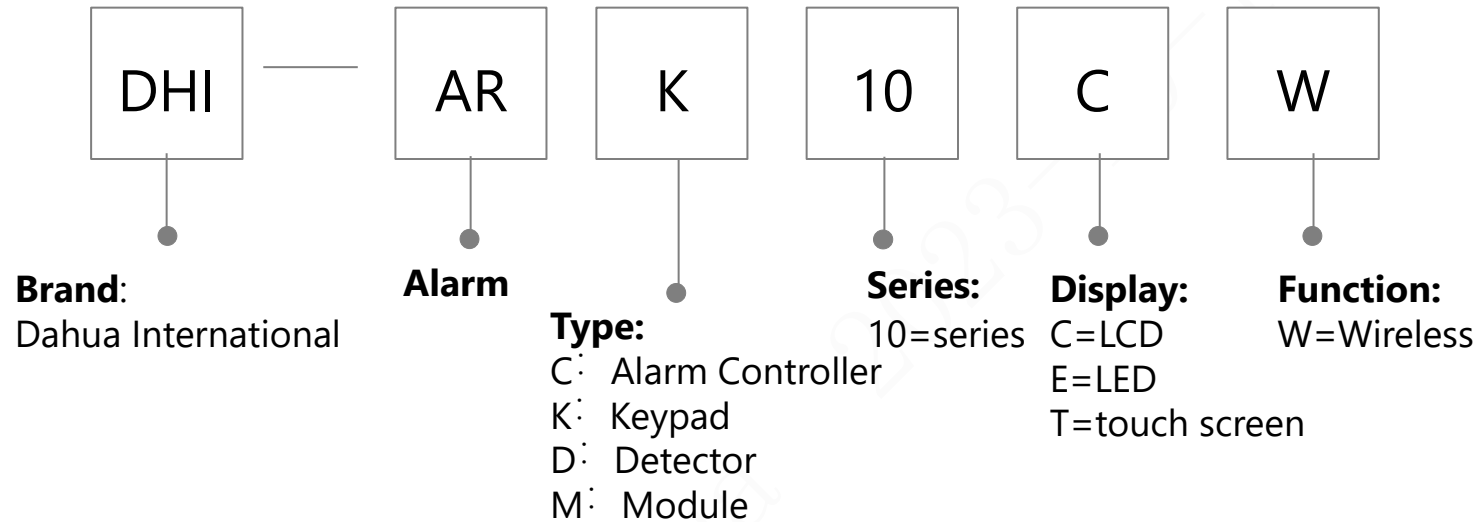 DHI — AR K 10 C W
Brand:
Dahua International
Alarm
Type:
C: Alarm Controller
K: Keypad
D: Detector
M: Module
Series:
10=series
Display:
C=LCD
E=LED
T=touch screen
Function:
W=Wireless
2023-